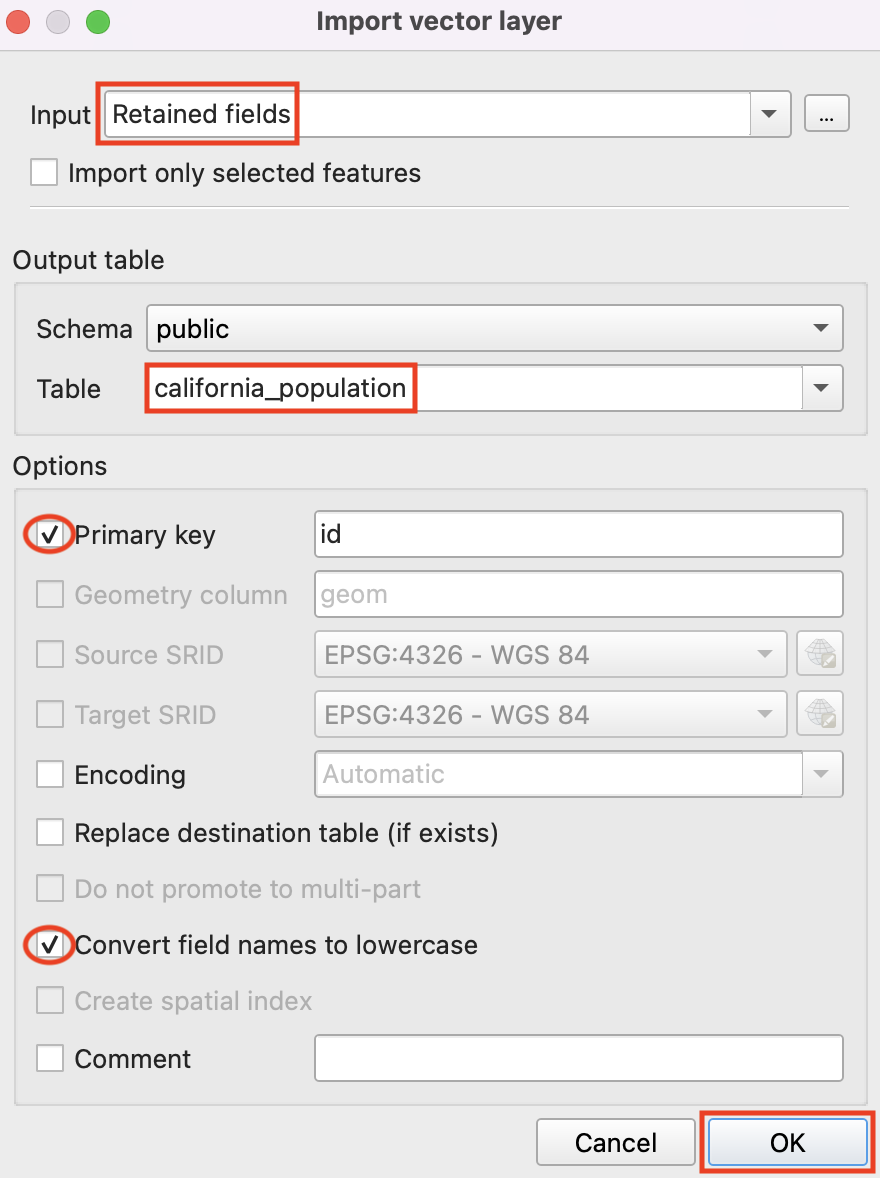 Import vector layer
Input Retained fields ...
Import only selected features
Output table
Schema public
Table california_population
Options
Primary key id
Geometry column geom
Source SRID EPSG:4326 - WGS 84
Target SRID EPSG:4326 - WGS 84
Encoding Automatic
Replace destination table (if exists)
Do not promote to multi-part
Convert field names to lowercase
Create spatial index
Comment
Cancel OK